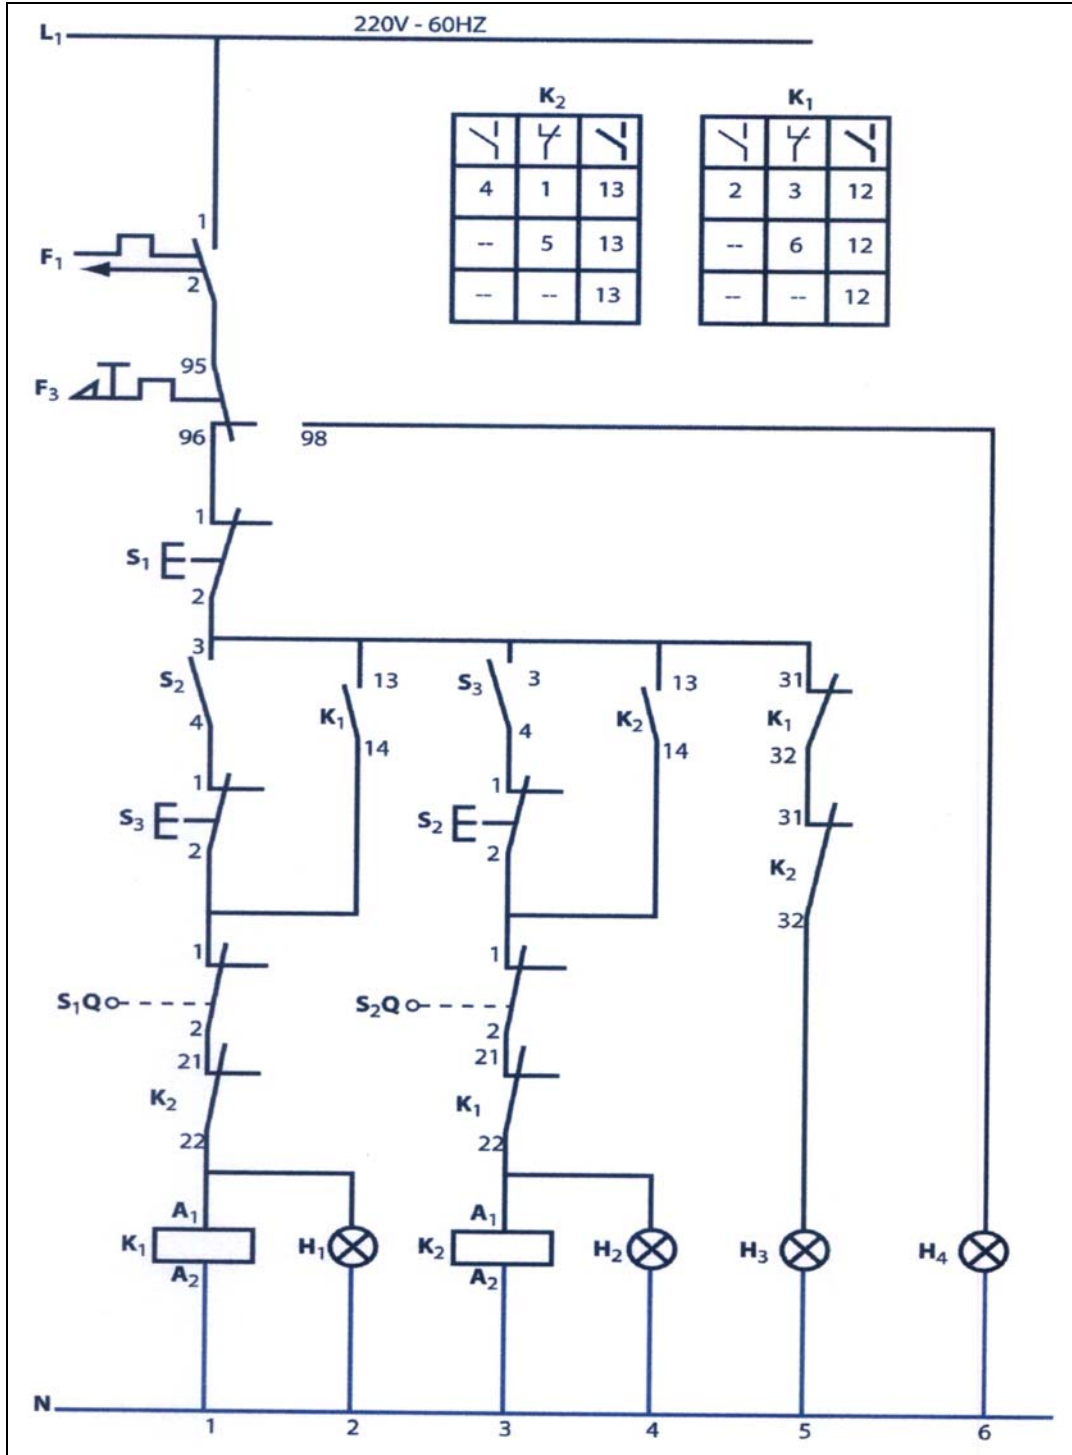 220V - 60HZ
L₁
K₂ K₁
4 1 13 2 3 12
-- 5 13 -- 6 12
-- -- 13 -- -- 12
1
F₁
2
95
F₃
96 98
1
S₁
2
3
S₂ 13 S₃ 3 K₂ 13 31
4 K₁ 14 4 14 K₁ 32
1 1 31
S₃ S₂ K₂
2 2 32
1 1
S₁Q S₂Q
2 2
21 21
K₂ K₁
22 22
A₁ A₁
K₁ H₁ K₂ H₂ H₃ H₄
A₂ A₂
N
1 2 3 4 5 6